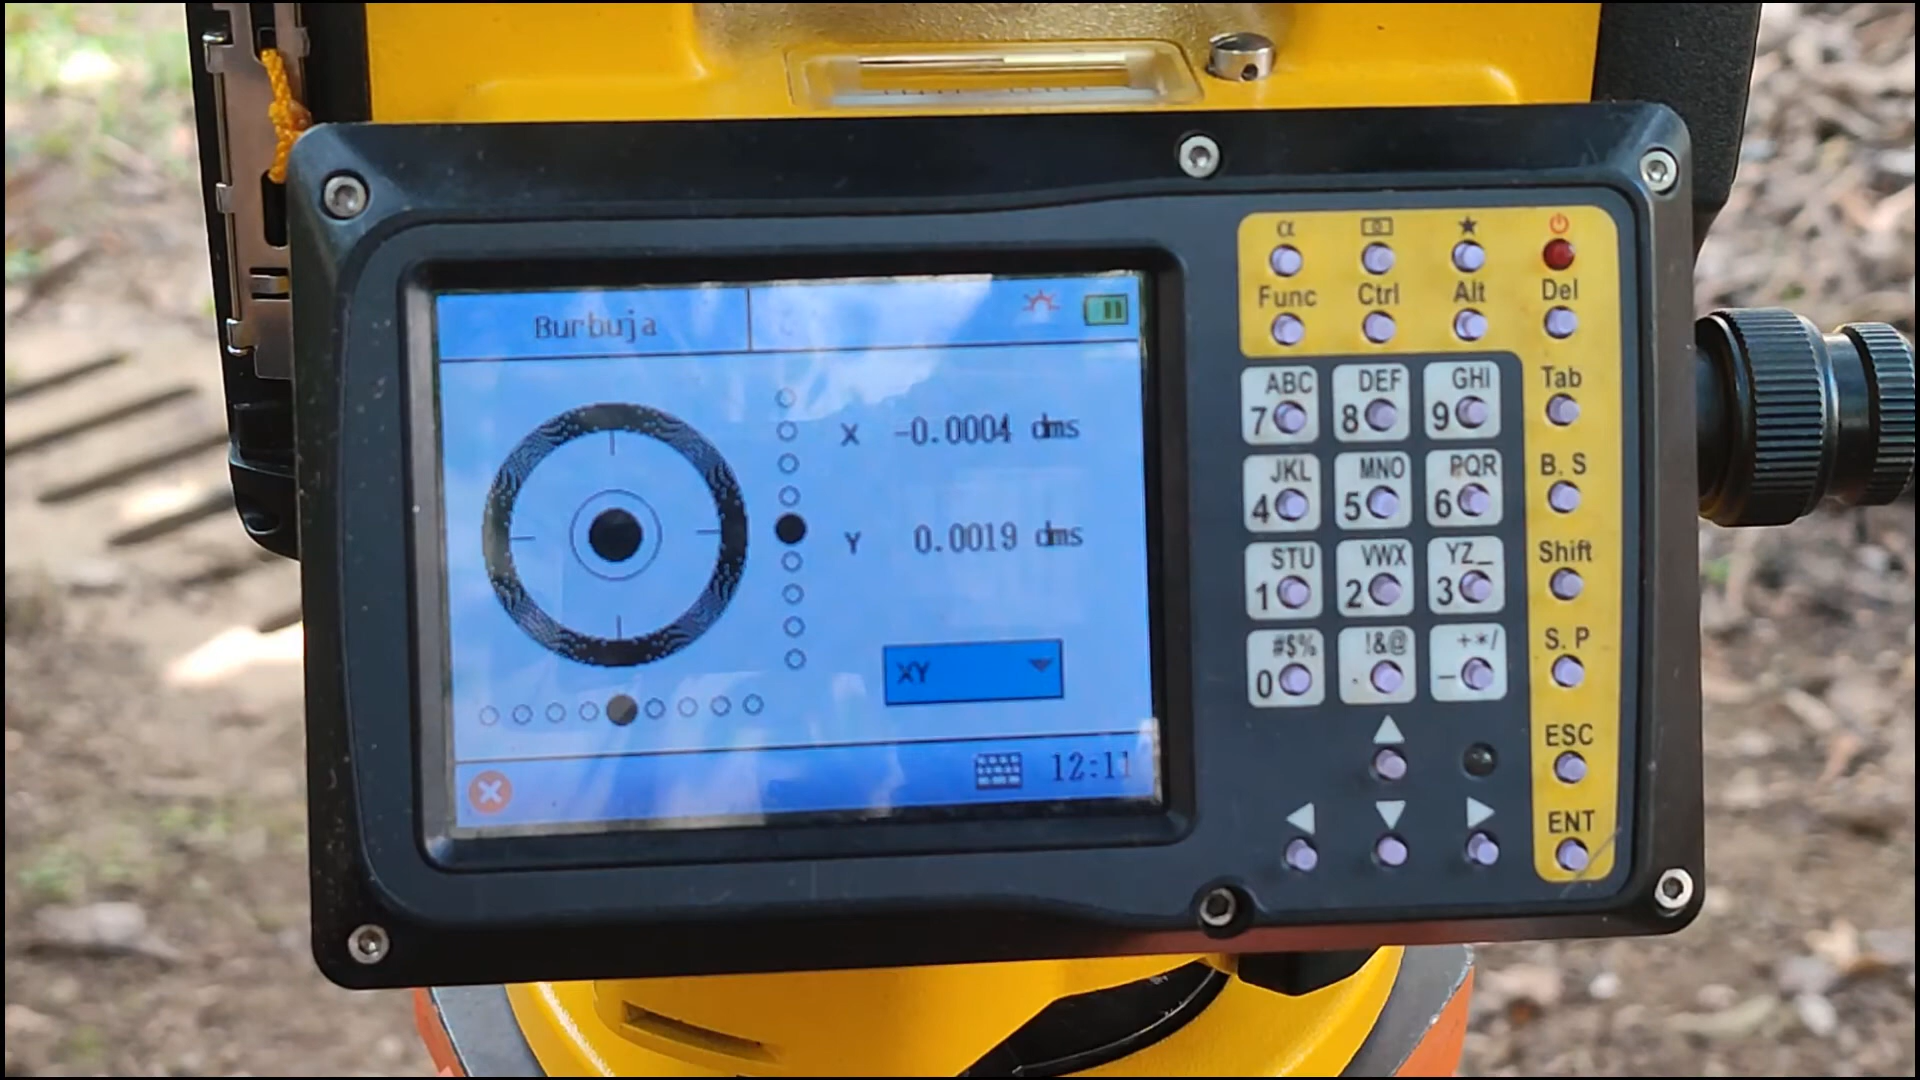 Burbuja
X -0.0004 dms
Y 0.0019 dms
XY
12:11
α ★
Func Ctrl Alt Del
ABC DEF GHI Tab
7 8 9
JKL MNO PQR B. S
4 5 6
STU VWX YZ_ Shift
1 2 3
#$% !&@ +*/ S. P
0 . -
ESC
ENT